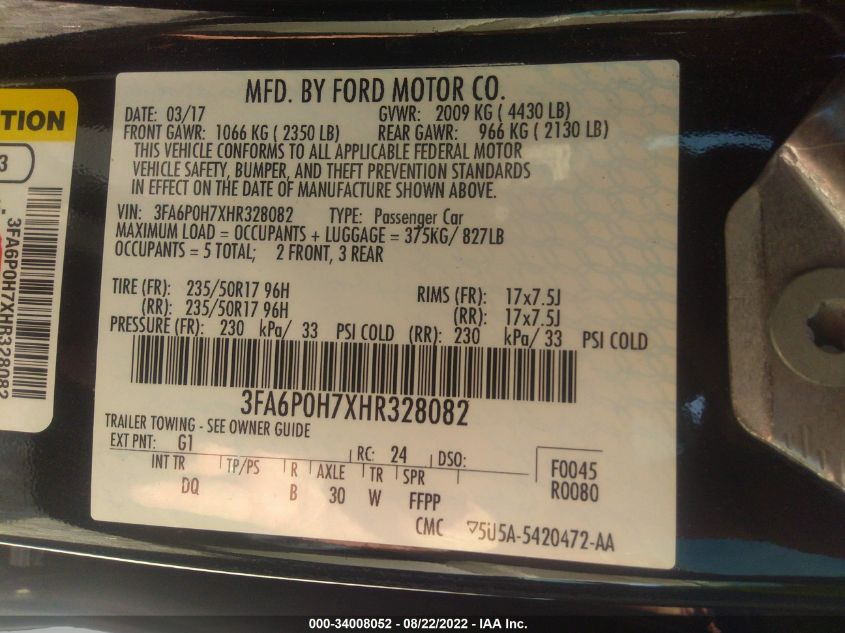 MFD. BY FORD MOTOR CO.
DATE: 03/17 GVWR: 2009 KG ( 4430 LB)
FRONT GAWR: 1066 KG ( 2350 LB) REAR GAWR: 966 KG ( 2130 LB)
THIS VEHICLE CONFORMS TO ALL APPLICABLE FEDERAL MOTOR
VEHICLE SAFETY, BUMPER, AND THEFT PREVENTION STANDARDS
IN EFFECT ON THE DATE OF MANUFACTURE SHOWN ABOVE.
VIN: 3FA6P0H7XHR328082 TYPE: Passenger Car
MAXIMUM LOAD = OCCUPANTS + LUGGAGE = 375KG/ 827LB
OCCUPANTS = 5 TOTAL; 2 FRONT, 3 REAR
TIRE (FR): 235/50R17 96H RIMS (FR): 17x7.5J
(RR): 235/50R17 96H (RR): 17x7.5J
PRESSURE (FR): 230 kPa/ 33 PSI COLD (RR): 230 kPa/ 33 PSI COLD
3FA6P0H7XHR328082
TRAILER TOWING - SEE OWNER GUIDE
EXT PNT: G1 RC: 24 DSO:
INT TR TP/PS R AXLE TR SPR
DQ B 30 W FFPP
F0045
R0080
CMC ▽5U5A-5420472-AA
TION
3
3FA6P0H7XHR328082
000-34008052 - 08/22/2022 - IAA Inc.